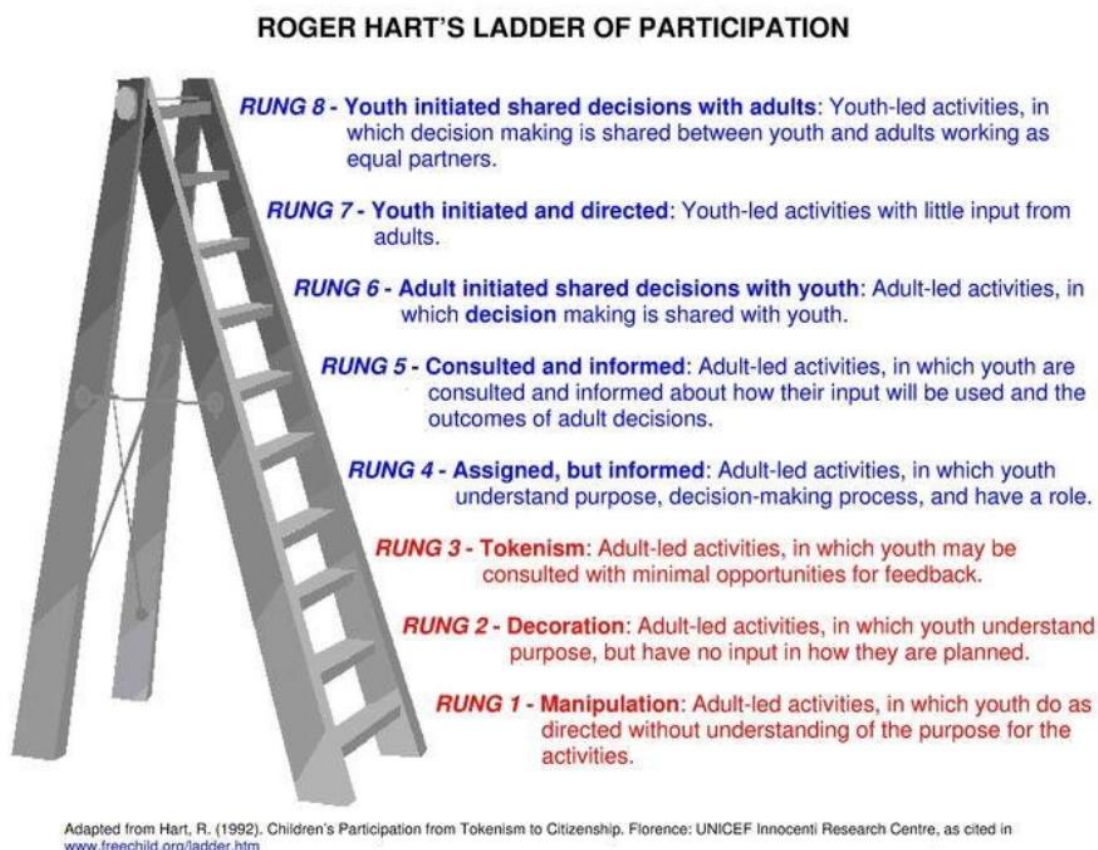 ROGER HART'S LADDER OF PARTICIPATION
RUNG 8 - Youth initiated shared decisions with adults: Youth-led activities, in
which decision making is shared between youth and adults working as
equal partners.
RUNG 7 - Youth initiated and directed: Youth-led activities with little input from
adults.
RUNG 6 - Adult initiated shared decisions with youth: Adult-led activities, in
which decision making is shared with youth.
RUNG 5 - Consulted and informed: Adult-led activities, in which youth are
consulted and informed about how their input will be used and the
outcomes of adult decisions.
RUNG 4 - Assigned, but informed: Adult-led activities, in which youth
understand purpose, decision-making process, and have a role.
RUNG 3 - Tokenism: Adult-led activities, in which youth may be
consulted with minimal opportunities for feedback.
RUNG 2 - Decoration: Adult-led activities, in which youth understand
purpose, but have no input in how they are planned.
RUNG 1 - Manipulation: Adult-led activities, in which youth do as
directed without understanding of the purpose for the
activities.
Adapted from Hart, R. (1992). Children's Participation from Tokenism to Citizenship. Florence: UNICEF Innocenti Research Centre, as cited in
www.freechild.org/ladder.htm